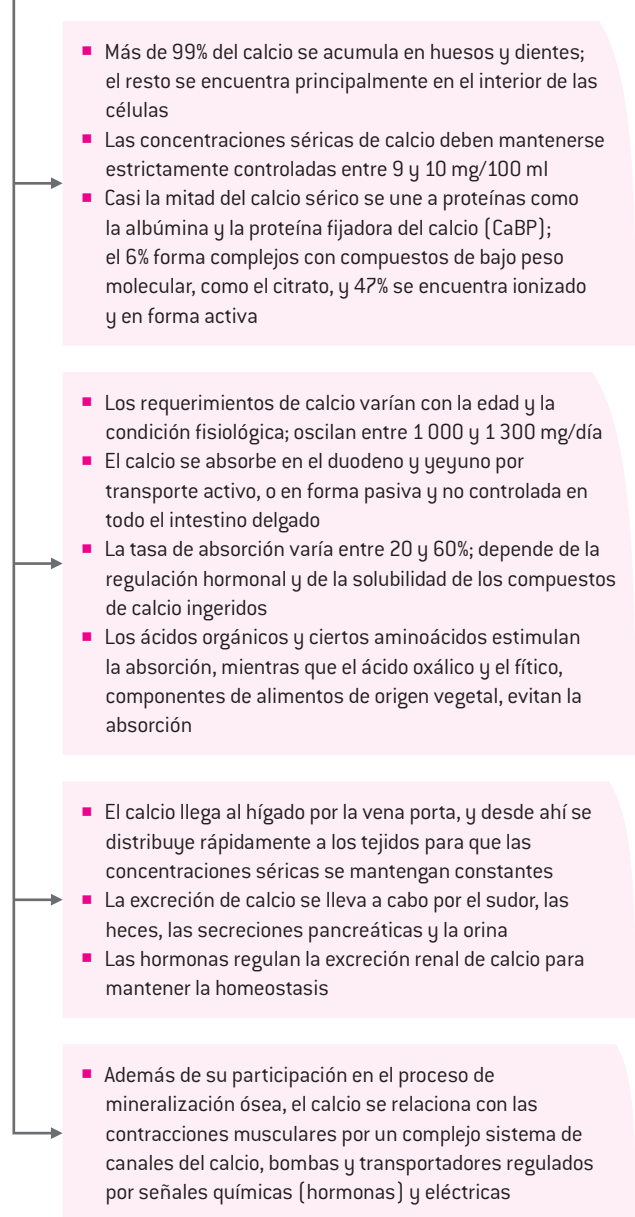 ▪ Más de 99% del calcio se acumula en huesos y dientes;
el resto se encuentra principalmente en el interior de las
células
▪ Las concentraciones séricas de calcio deben mantenerse
estrictamente controladas entre 9 y 10 mg/100 ml
▪ Casi la mitad del calcio sérico se une a proteínas como
la albúmina y la proteína fijadora del calcio (CaBP);
el 6% forma complejos con compuestos de bajo peso
molecular, como el citrato, y 47% se encuentra ionizado
y en forma activa
▪ Los requerimientos de calcio varían con la edad y la
condición fisiológica; oscilan entre 1 000 y 1 300 mg/día
▪ El calcio se absorbe en el duodeno y yeyuno por
transporte activo, o en forma pasiva y no controlada en
todo el intestino delgado
▪ La tasa de absorción varía entre 20 y 60%; depende de la
regulación hormonal y de la solubilidad de los compuestos
de calcio ingeridos
▪ Los ácidos orgánicos y ciertos aminoácidos estimulan
la absorción, mientras que el ácido oxálico y el fítico,
componentes de alimentos de origen vegetal, evitan la
absorción
▪ El calcio llega al hígado por la vena porta, y desde ahí se
distribuye rápidamente a los tejidos para que las
concentraciones séricas se mantengan constantes
▪ La excreción de calcio se lleva a cabo por el sudor, las
heces, las secreciones pancreáticas y la orina
▪ Las hormonas regulan la excreción renal de calcio para
mantener la homeostasis
▪ Además de su participación en el proceso de
mineralización ósea, el calcio se relaciona con las
contracciones musculares por un complejo sistema de
canales del calcio, bombas y transportadores regulados
por señales químicas (hormonas) y eléctricas